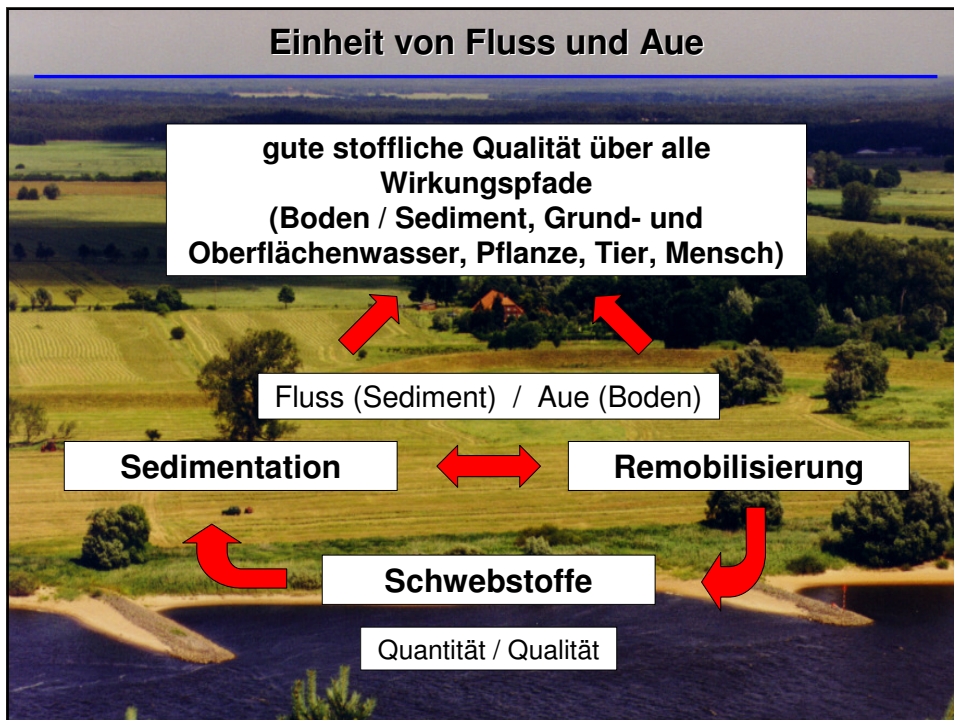 Einheit von Fluss und Aue
gute stoffliche Qualität über alle
Wirkungspfade
(Boden / Sediment, Grund- und
Oberflächenwasser, Pflanze, Tier, Mensch)
Fluss (Sediment) / Aue (Boden)
Sedimentation
Remobilisierung
Schwebstoffe
Quantität / Qualität